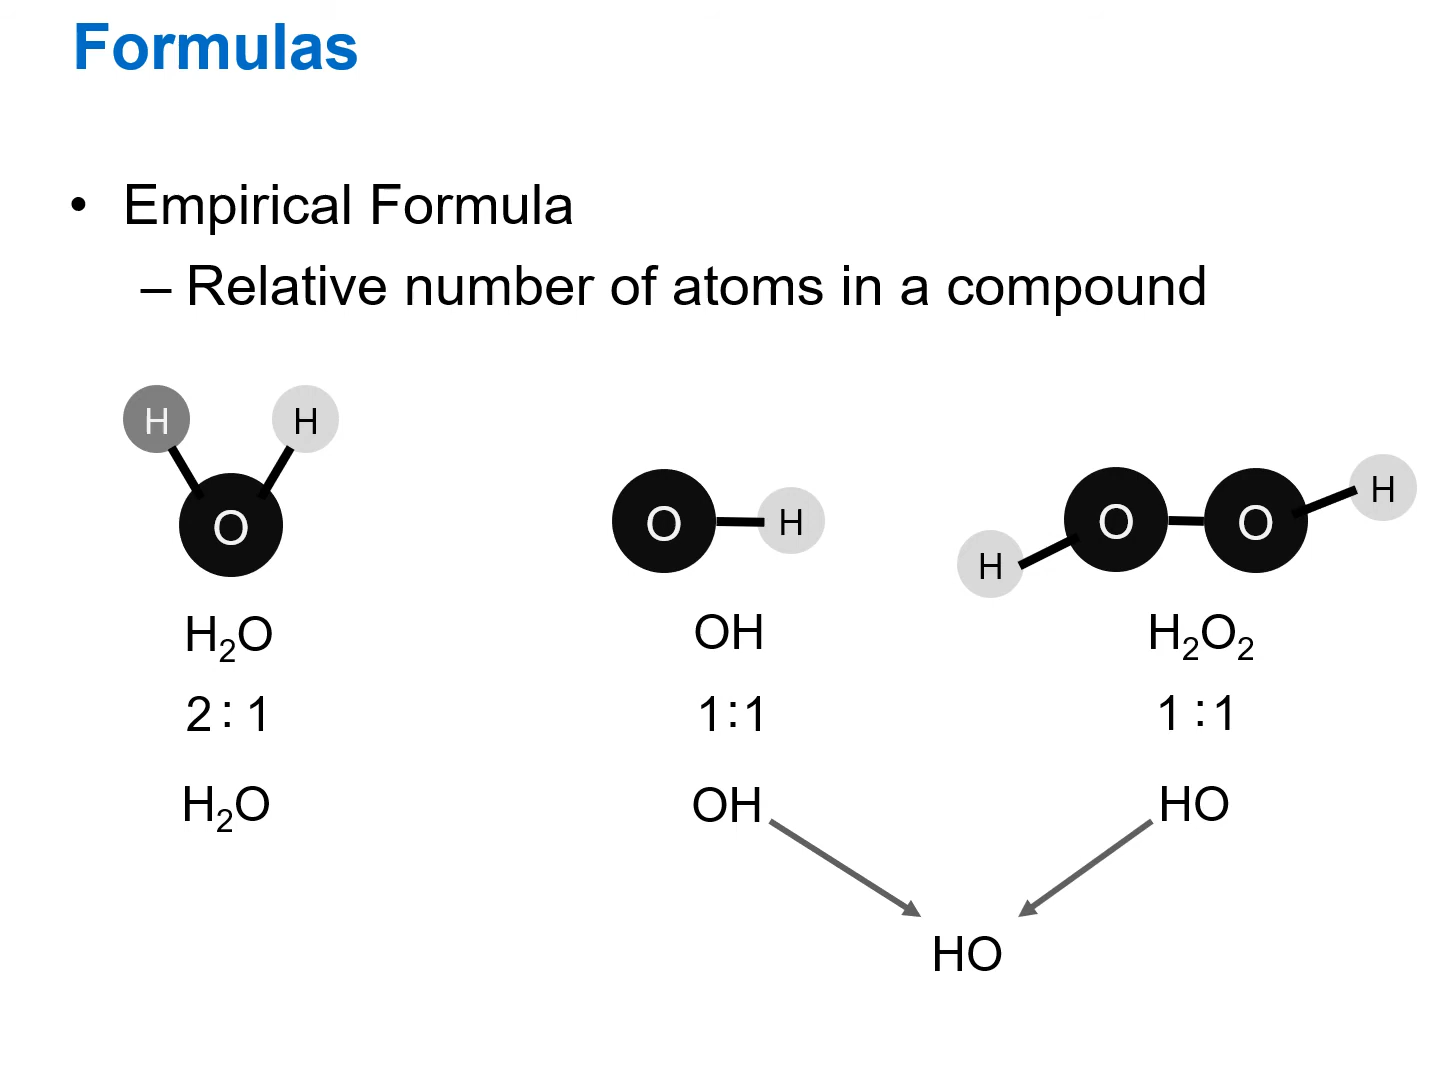 Formulas
• Empirical Formula
– Relative number of atoms in a compound
H H
O
O H
H O O H
H₂O OH H₂O₂
2 : 1 1:1 1 :1
H₂O OH HO
HO